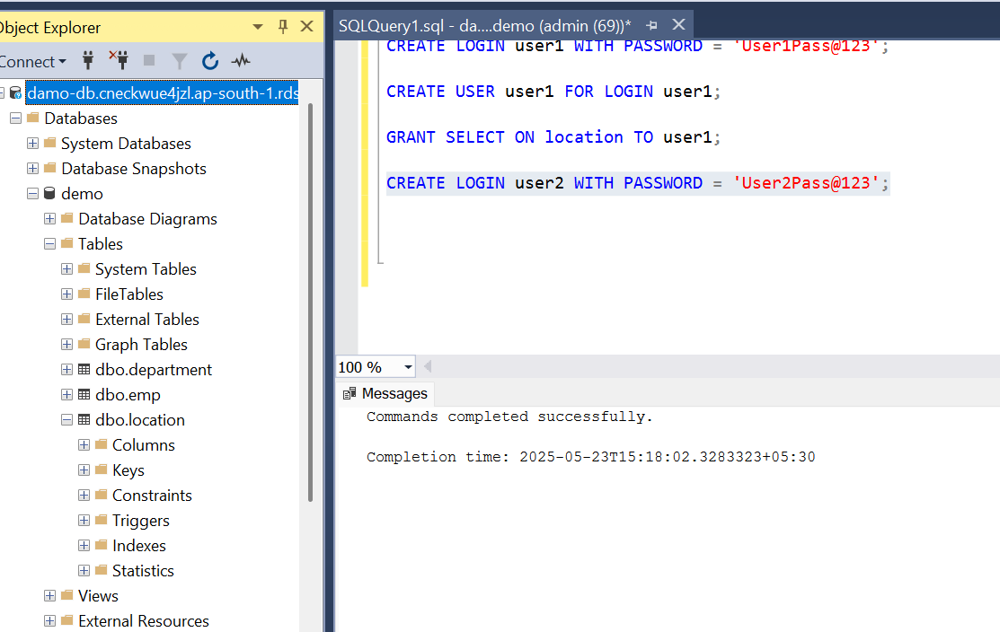 Object Explorer
Connect
damo-db.cneckwue4jzl.ap-south-1.rds
Databases
System Databases
Database Snapshots
demo
Database Diagrams
Tables
System Tables
FileTables
External Tables
Graph Tables
dbo.department
dbo.emp
dbo.location
Columns
Keys
Constraints
Triggers
Indexes
Statistics
Views
External Resources
SQLQuery1.sql - da....demo (admin (69))*
CREATE LOGIN user1 WITH PASSWORD = 'User1Pass@123';
CREATE USER user1 FOR LOGIN user1;
GRANT SELECT ON location TO user1;
CREATE LOGIN user2 WITH PASSWORD = 'User2Pass@123';
100 %
Messages
Commands completed successfully.
Completion time: 2025-05-23T15:18:02.3283323+05:30